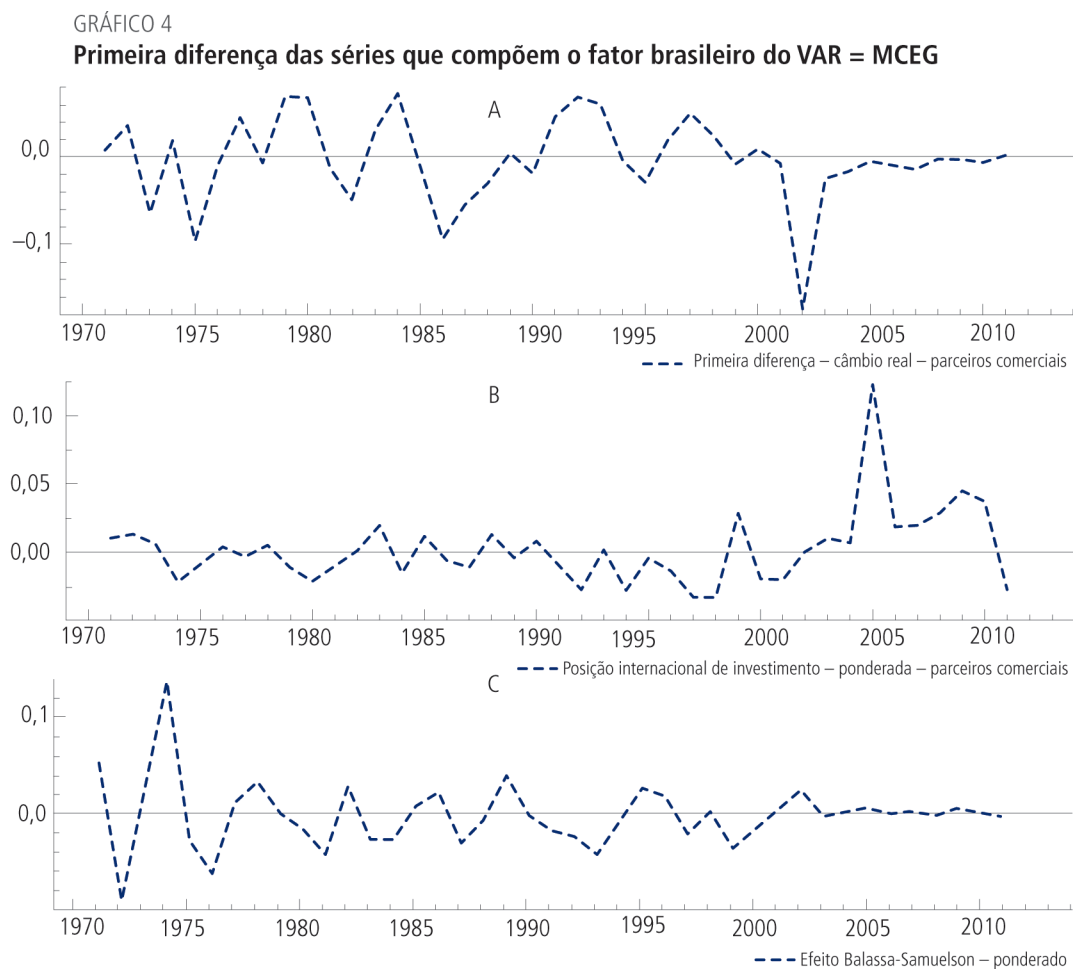 GRÁFICO 4
Primeira diferença das séries que compõem o fator brasileiro do VAR = MCEG
A
0,0
–0,1
1970 1975 1980 1985 1990 1995 2000 2005 2010
Primeira diferença – câmbio real – parceiros comerciais
B
0,10
0,05
0,00
1970 1975 1980 1985 1990 1995 2000 2005 2010
Posição internacional de investimento – ponderada – parceiros comerciais
C
0,1
0,0
1970 1975 1980 1985 1990 1995 2000 2005 2010
Efeito Balassa-Samuelson – ponderado